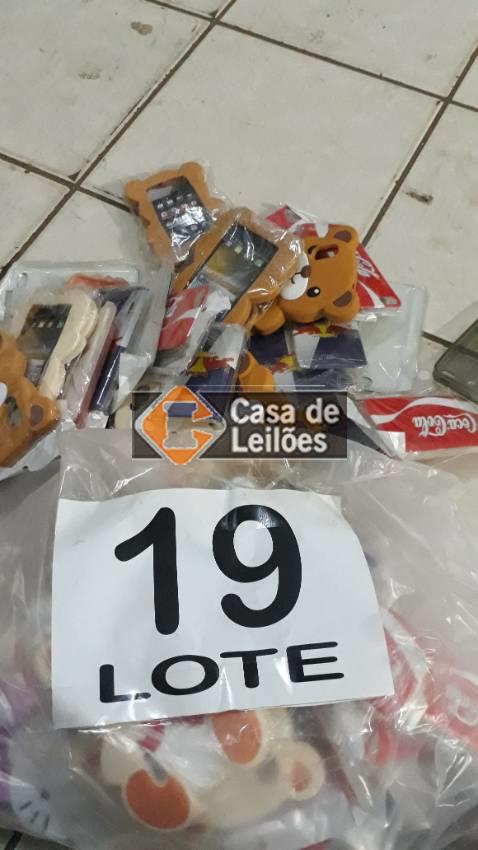 Casa de
Leilões
Coca-Cola
19
LOTE